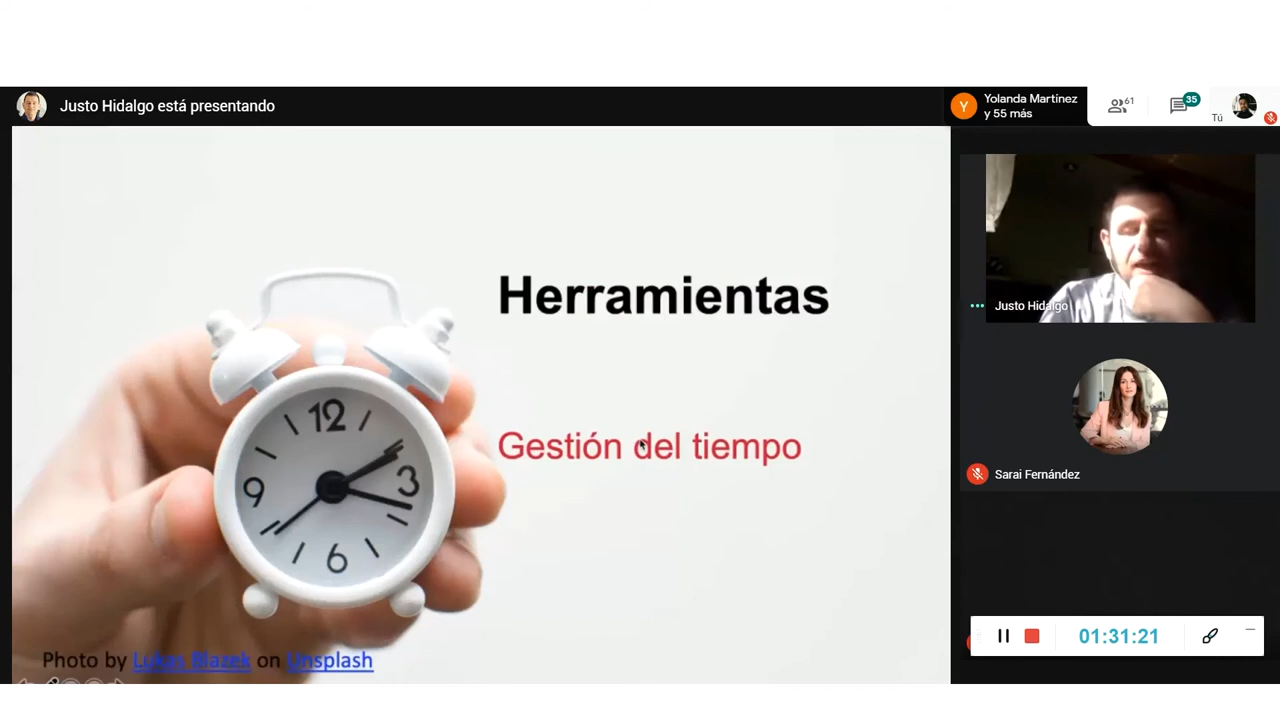 Justo Hidalgo está presentando
Yolanda Martínez
y 55 más
61
35
Tú
Herramientas
Gestión del tiempo
12
3
6
9
Photo by Lukas Blazek on Unsplash
Justo Hidalgo
Sarai Fernández
01:31:21